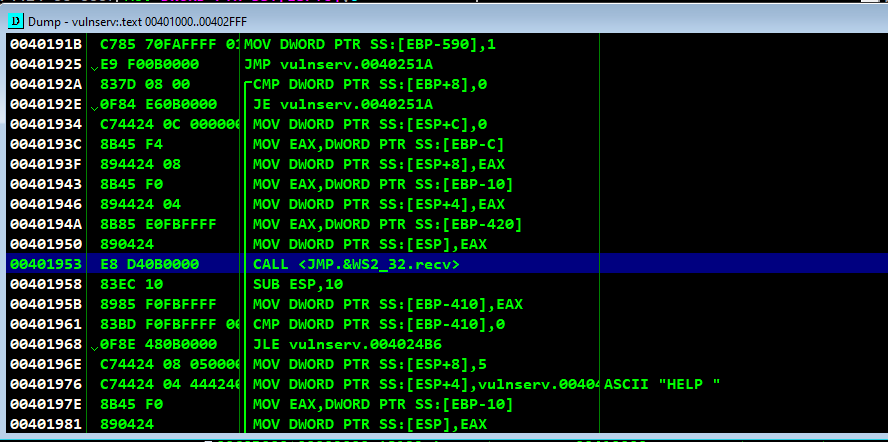 Dump - vulnserv:.text 00401000..00402FFF
0040191B C785 70FAFFFF 01 MOV DWORD PTR SS:[EBP-590],1
00401925 E9 F00B0000 JMP vulnserv.0040251A
0040192A 837D 08 00 CMP DWORD PTR SS:[EBP+8],0
0040192E 0F84 E60B0000 JE vulnserv.0040251A
00401934 C74424 0C 000000 MOV DWORD PTR SS:[ESP+C],0
0040193C 8B45 F4 MOV EAX,DWORD PTR SS:[EBP-C]
0040193F 894424 08 MOV DWORD PTR SS:[ESP+8],EAX
00401943 8B45 F0 MOV EAX,DWORD PTR SS:[EBP-10]
00401946 894424 04 MOV DWORD PTR SS:[ESP+4],EAX
0040194A 8B85 E0FBFFFF MOV EAX,DWORD PTR SS:[EBP-420]
00401950 890424 MOV DWORD PTR SS:[ESP],EAX
00401953 E8 D40B0000 CALL <JMP.&WS2_32.recv>
00401958 83EC 10 SUB ESP,10
0040195B 8985 F0FBFFFF MOV DWORD PTR SS:[EBP-410],EAX
00401961 83BD F0FBFFFF 00 CMP DWORD PTR SS:[EBP-410],0
00401968 0F8E 480B0000 JLE vulnserv.004024B6
0040196E C74424 08 050000 MOV DWORD PTR SS:[ESP+8],5
00401976 C74424 04 444240 MOV DWORD PTR SS:[ESP+4],vulnserv.00404 ASCII "HELP "
0040197E 8B45 F0 MOV EAX,DWORD PTR SS:[EBP-10]
00401981 890424 MOV DWORD PTR SS:[ESP],EAX